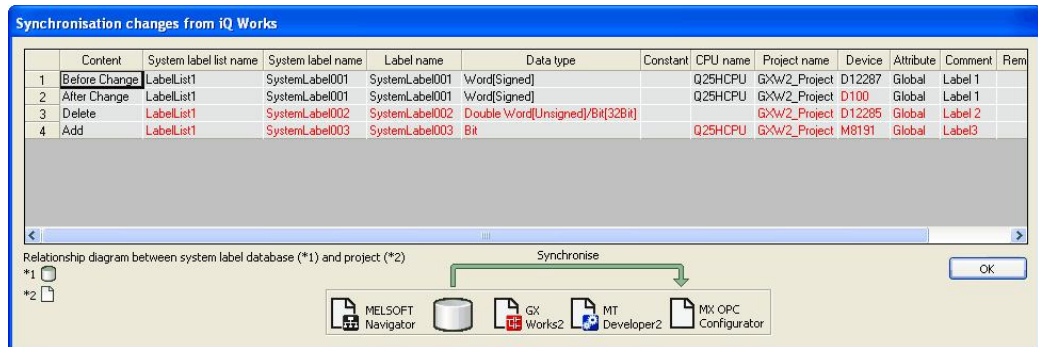 Synchronisation changes from iQ Works
Content System label list name System label name Label name Data type Constant CPU name Project name Device Attribute Comment Rem
1 Before Change LabelList1 SystemLabel001 SystemLabel001 Word[Signed] Q25HCPU GXW2_Project D12287 Global Label 1
2 After Change LabelList1 SystemLabel001 SystemLabel001 Word[Signed] Q25HCPU GXW2_Project D100 Global Label 1
3 Delete LabelList1 SystemLabel002 SystemLabel002 Double Word[Unsigned]/Bit[32Bit] GXW2_Project D12285 Global Label 2
4 Add LabelList1 SystemLabel003 SystemLabel003 Bit Q25HCPU GXW2_Project M8191 Global Label3
Relationship diagram between system label database (*1) and project (*2)
*1
*2
Synchronise
OK
MELSOFT
Navigator
GX
Works2
MT
Developer2
MX OPC
Configurator